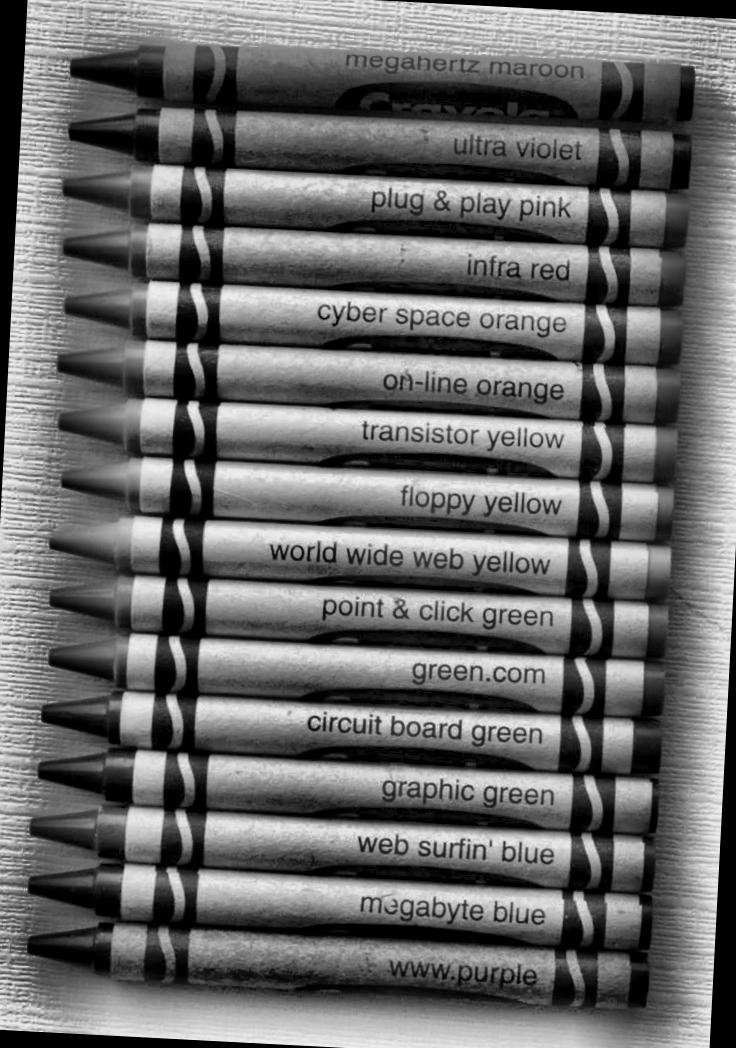 megahertz maroon
Crayola
ultra violet
plug & play pink
infra red
cyber space orange
on-line orange
transistor yellow
floppy yellow
world wide web yellow
point & click green
green.com
circuit board green
graphic green
web surfin' blue
megabyte blue
www.purple